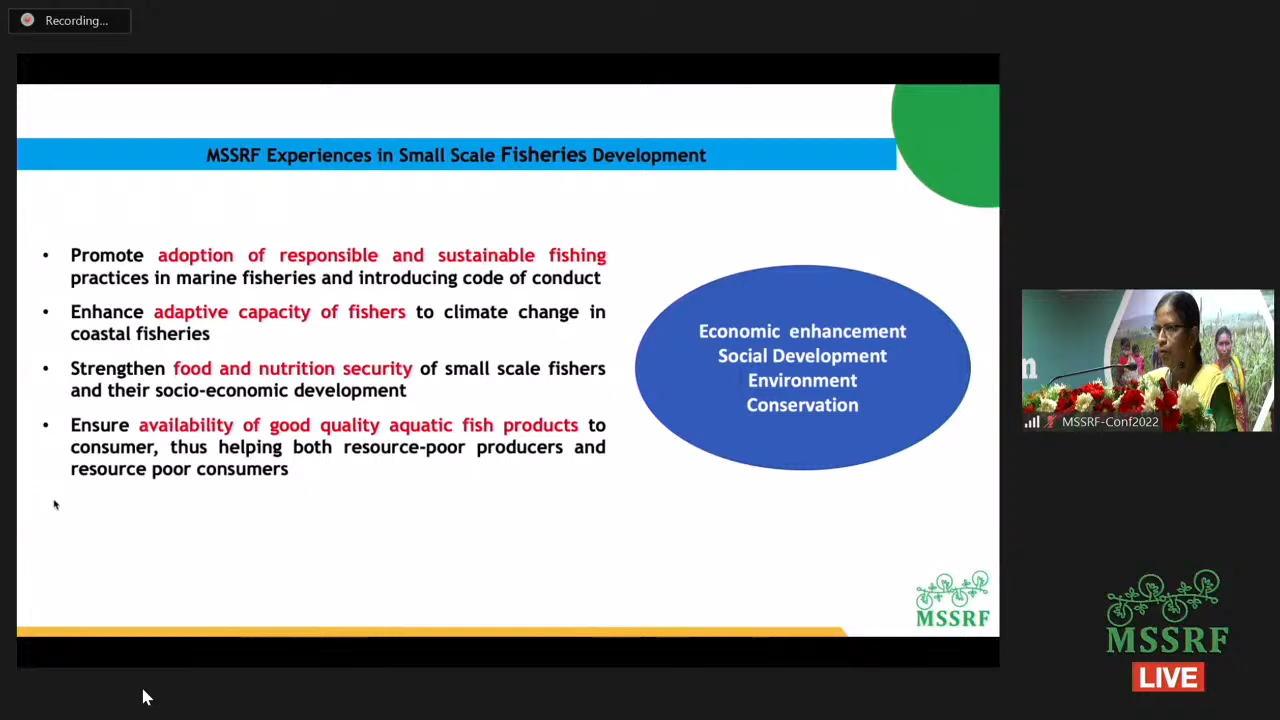 Recording...
MSSRF Experiences in Small Scale Fisheries Development
• Promote adoption of responsible and sustainable fishing
practices in marine fisheries and introducing code of conduct
• Enhance adaptive capacity of fishers to climate change in
coastal fisheries
• Strengthen food and nutrition security of small scale fishers
and their socio-economic development
• Ensure availability of good quality aquatic fish products to
consumer, thus helping both resource-poor producers and
resource poor consumers
Economic enhancement
Social Development
Environment
Conservation
MSSRF
n
MSSRF-Conf2022
MSSRF
LIVE